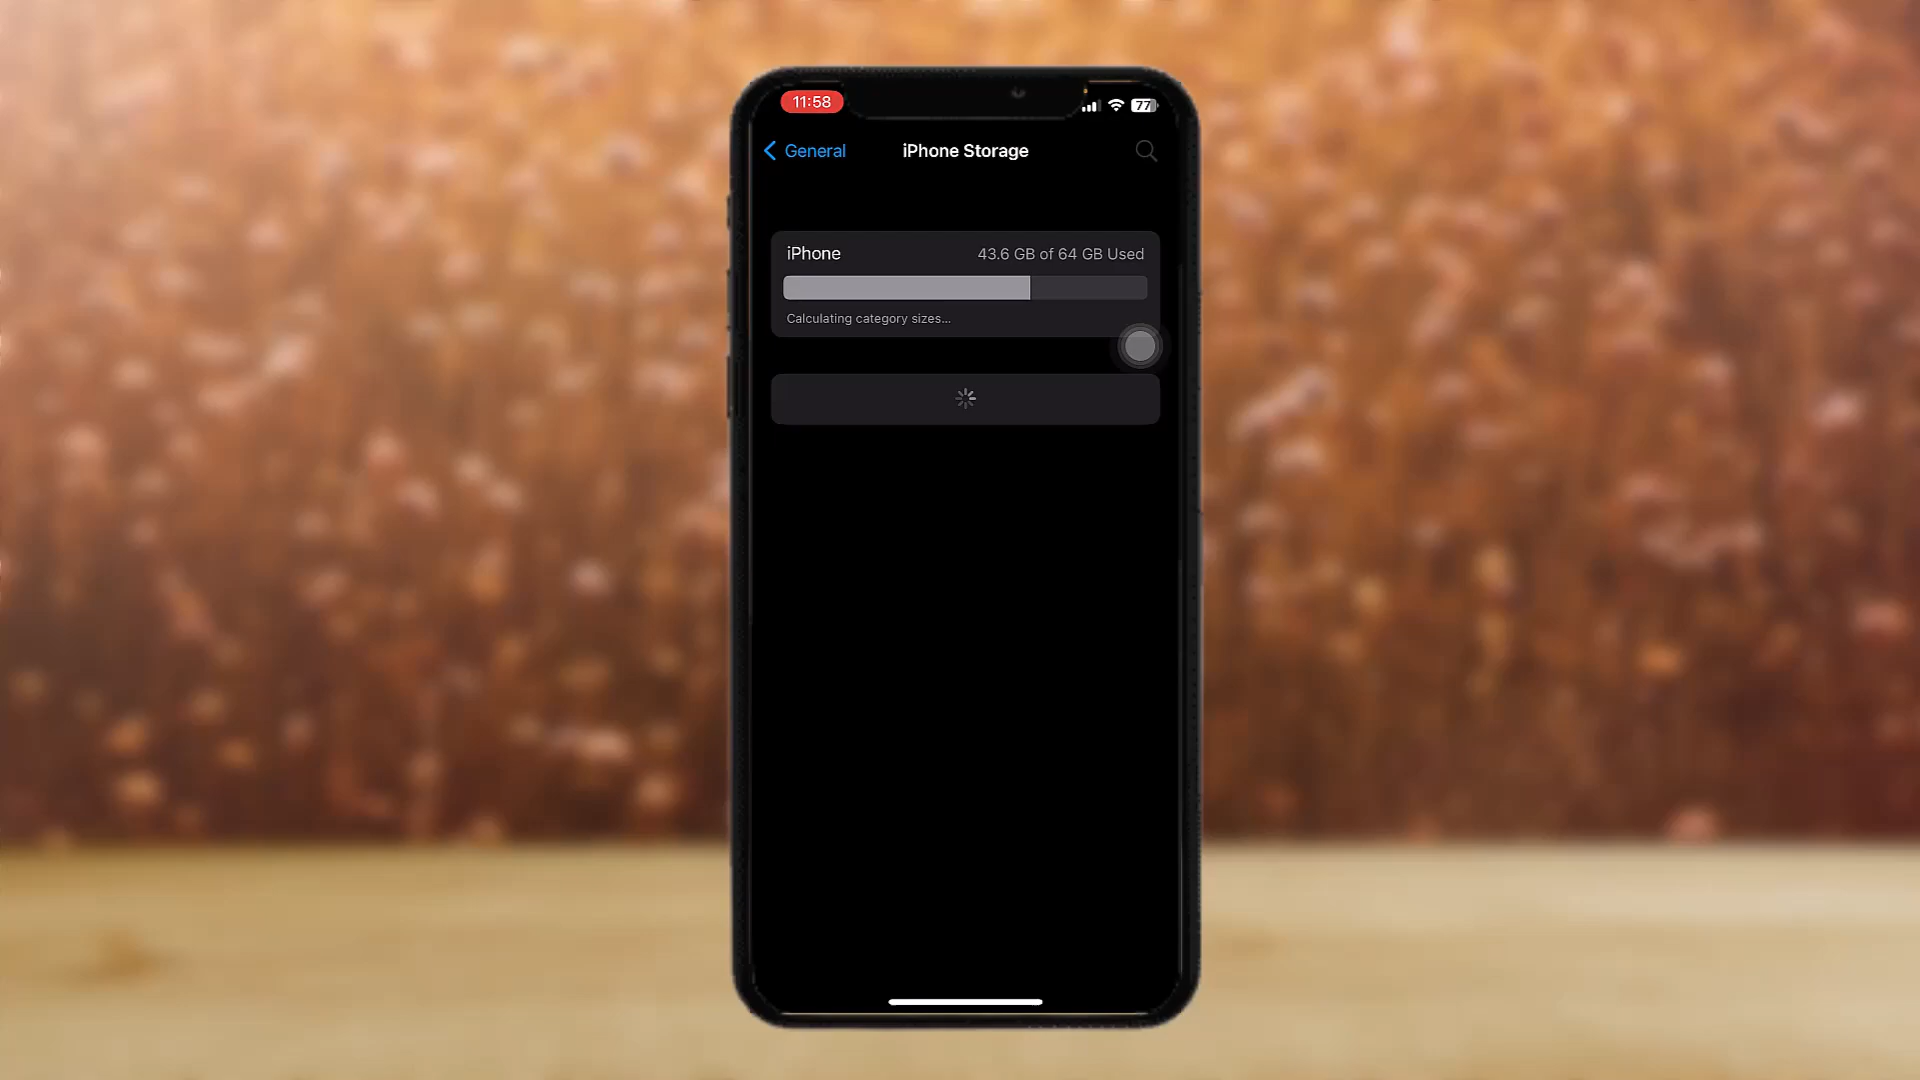 11:58
77
General
iPhone Storage
iPhone
43.6 GB of 64 GB Used
Calculating category sizes...